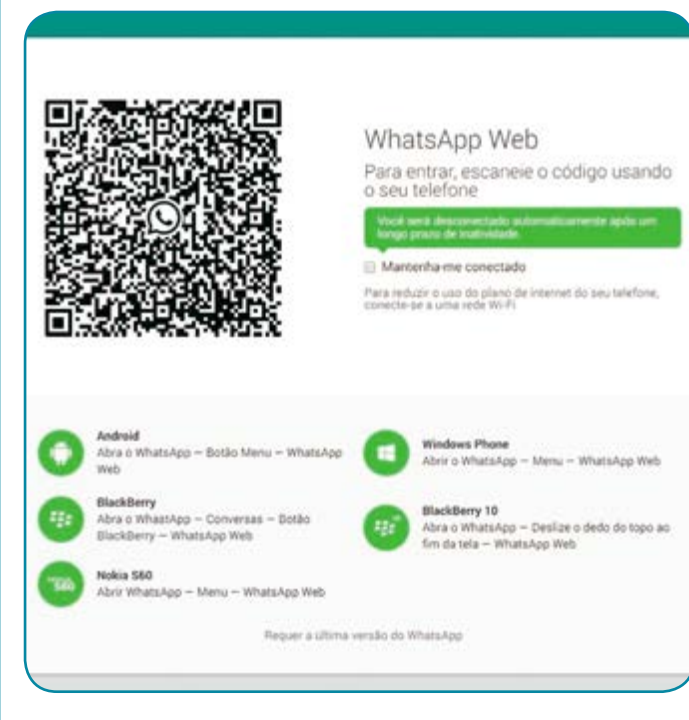 WhatsApp Web
Para entrar, escaneie o código usando
o seu telefone
Você será desconectado automaticamente após um
longo prazo de inatividade.
Mantenha-me conectado
Para reduzir o uso do plano de internet do seu telefone,
conecte-se a uma rede Wi-Fi
Android
Abra o WhatsApp – Botão Menu – WhatsApp
Web
BlackBerry
Abra o WhaatApp – Conversas – Botão
BlackBerry – WhatsApp Web
Nokia S60
Abrir WhatsApp – Menu – WhatsApp Web
Windows Phone
Abrir o WhatsApp – Menu – WhatsApp Web
BlackBerry 10
Abra o WhatsApp – Deslize o dedo do topo ao
fim da tela – WhatsApp Web
Requer a última versão do WhatsApp